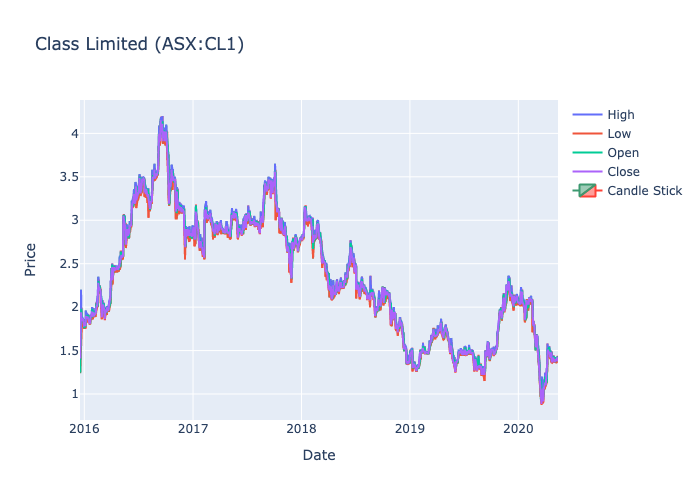 Class Limited (ASX:CL1)
High
Low
Open
Close
Candle Stick
4
3.5
3
2.5
2
1.5
1
Price
2016 2017 2018 2019 2020
Date